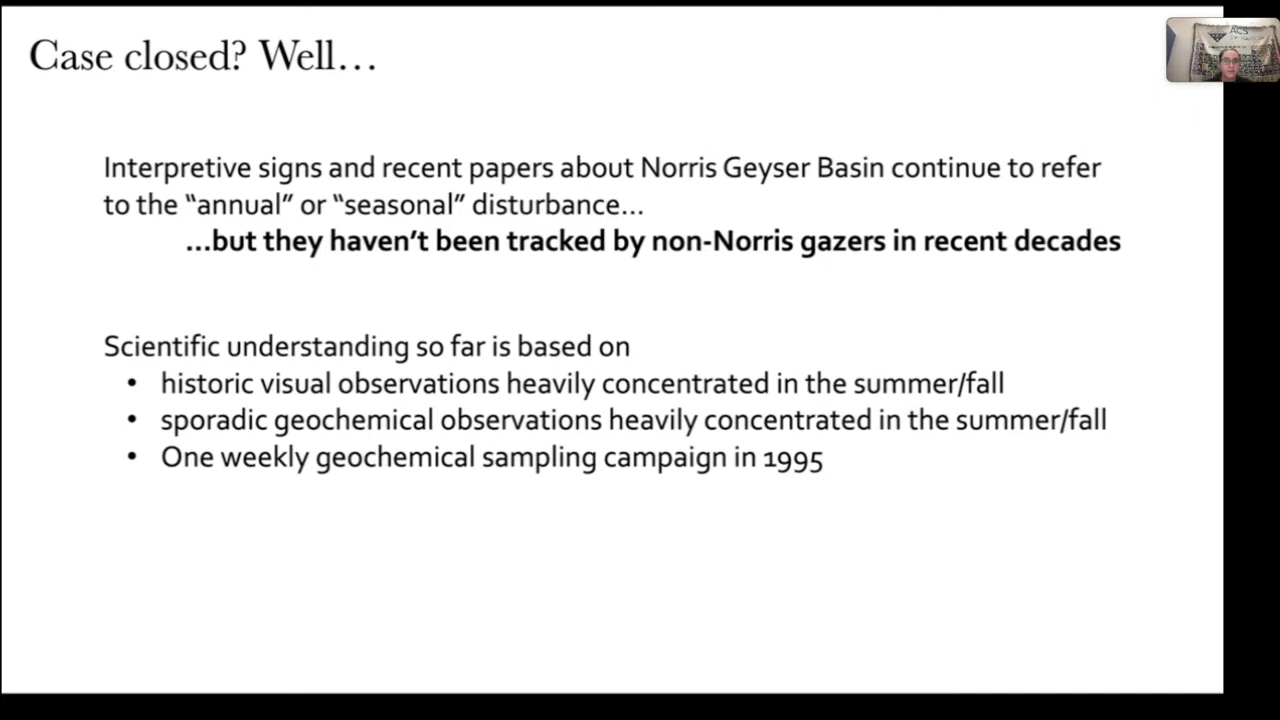 Case closed? Well…
ACS
Interpretive signs and recent papers about Norris Geyser Basin continue to refer
to the “annual” or “seasonal” disturbance…
…but they haven’t been tracked by non-Norris gazers in recent decades
Scientific understanding so far is based on
• historic visual observations heavily concentrated in the summer/fall
• sporadic geochemical observations heavily concentrated in the summer/fall
• One weekly geochemical sampling campaign in 1995